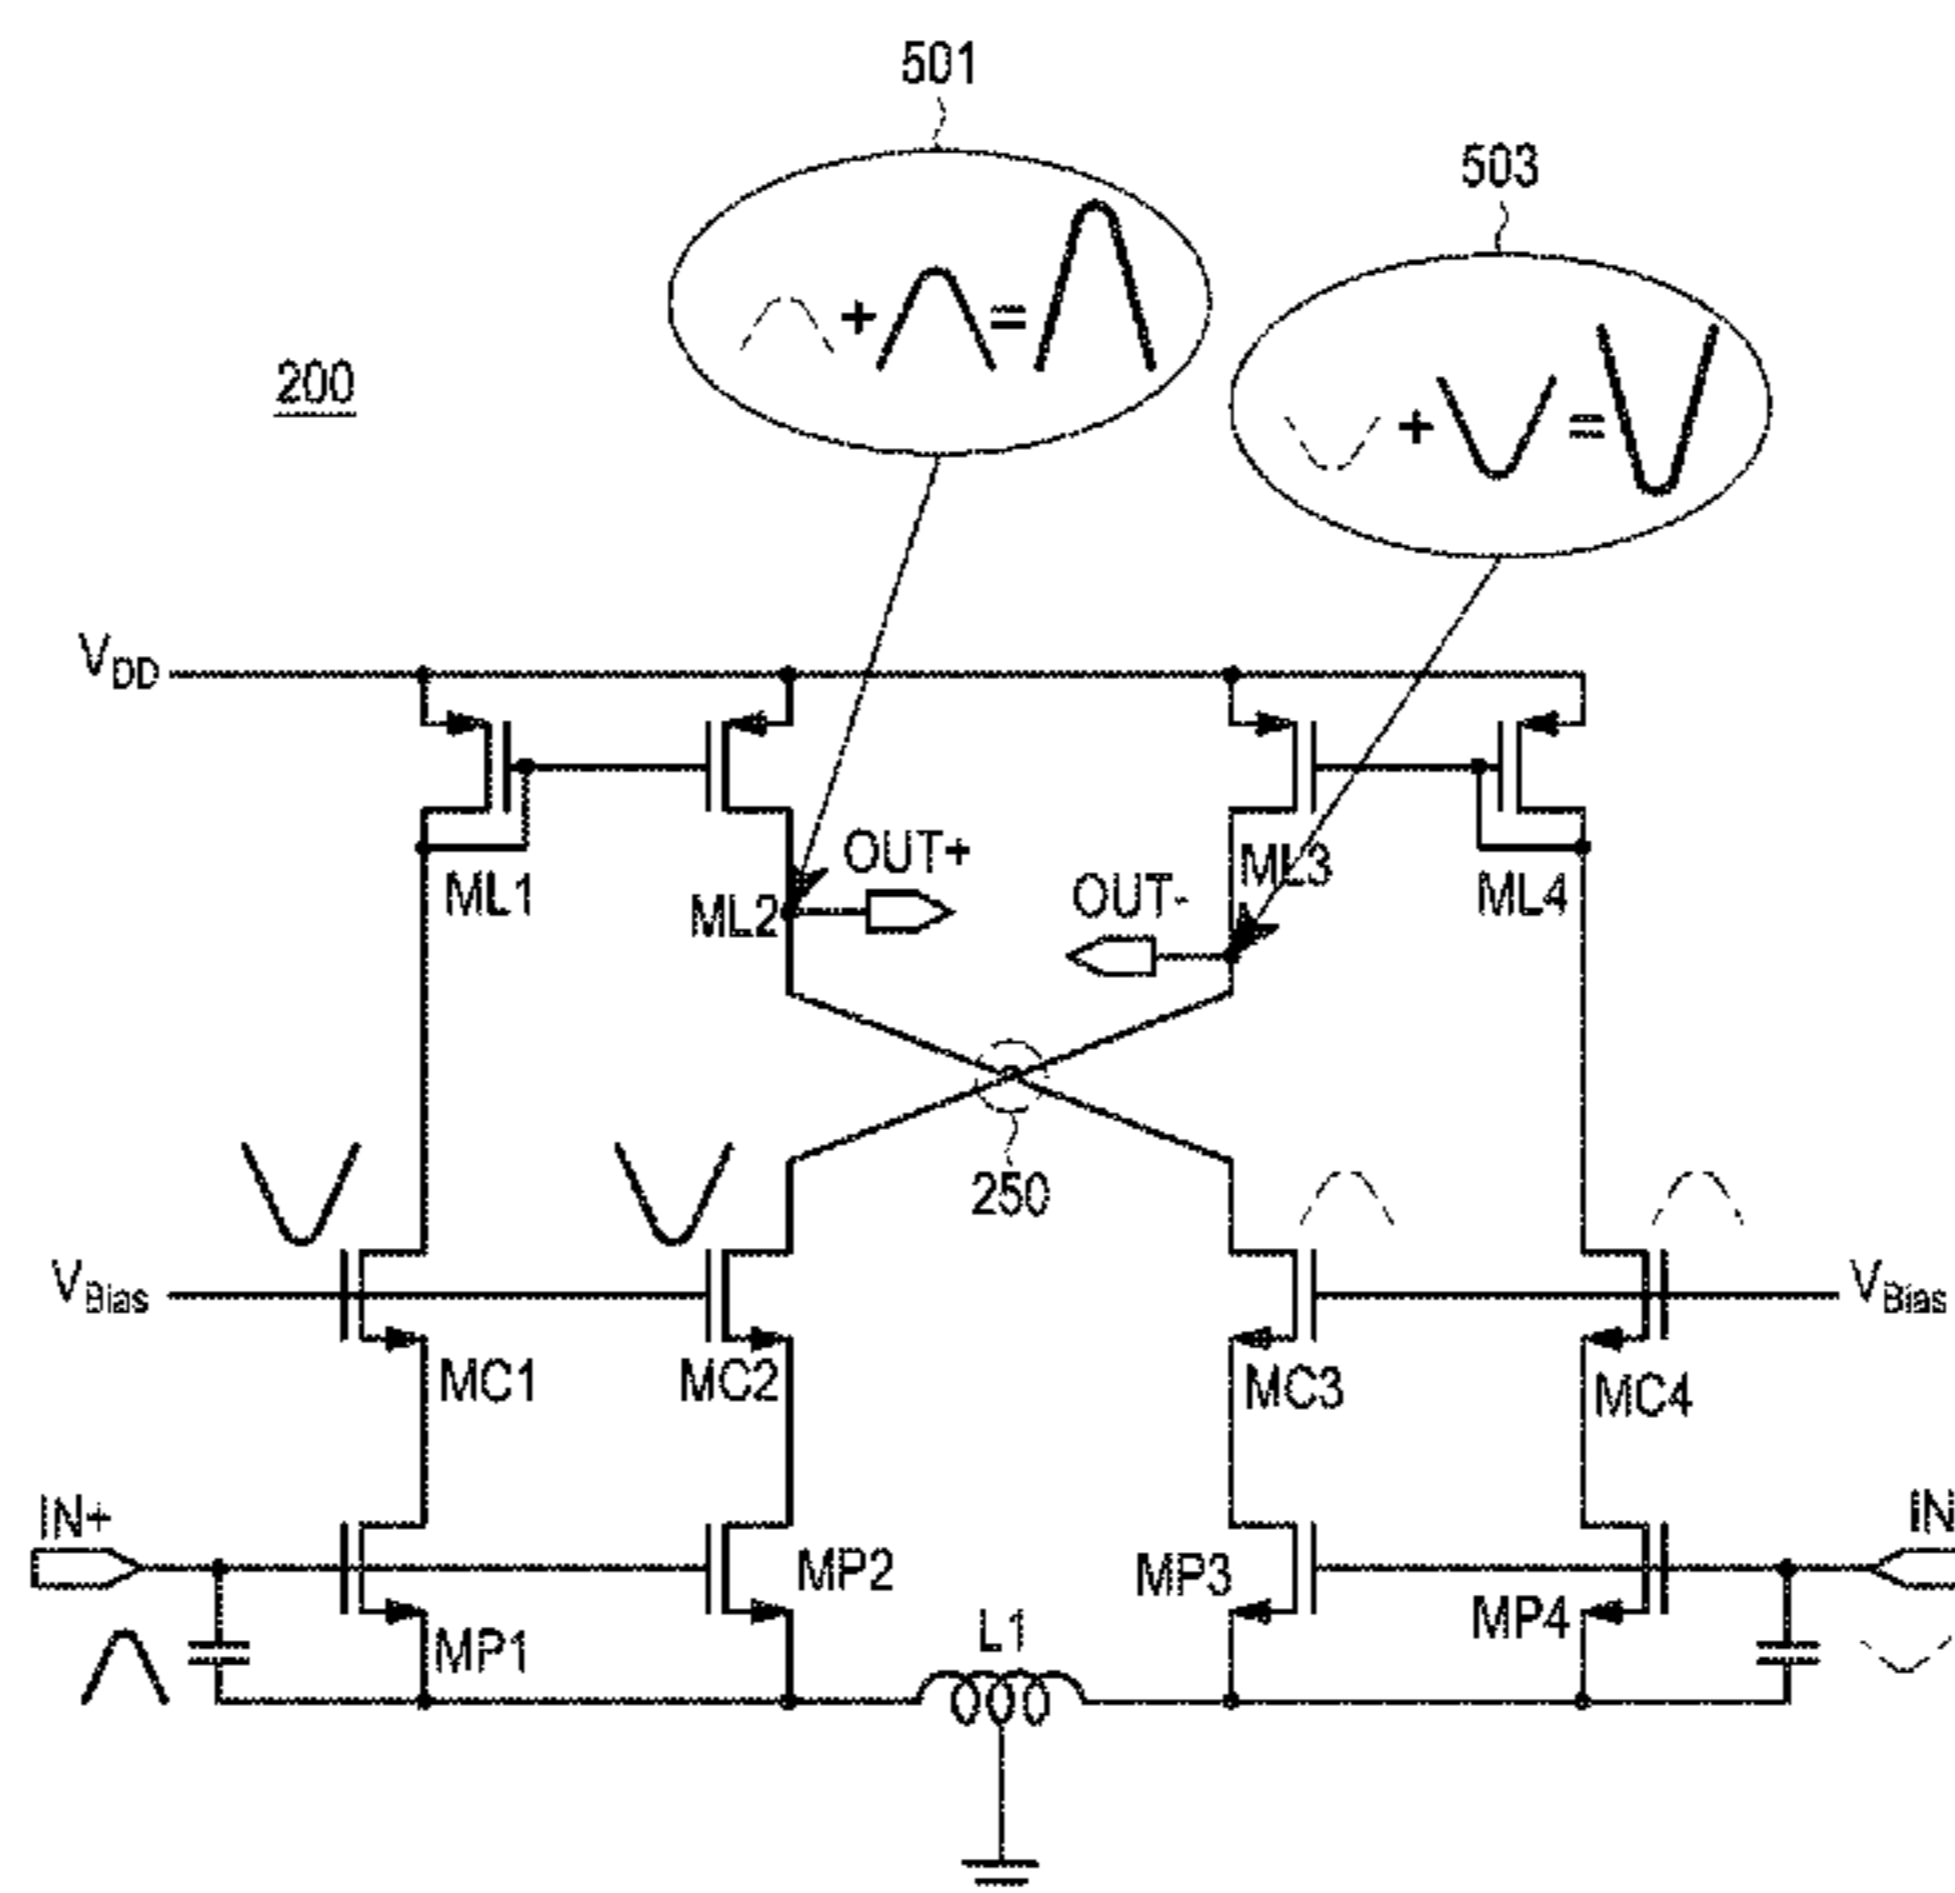 501
503
200
VDD
OUT+
ML1
ML2
OUT-
ML3
ML4
250
VBias
VBias
MC1
MC2
MC3
MC4
IN+
IN
MP1
MP2
MP3
MP4
L1
+
=
+
=